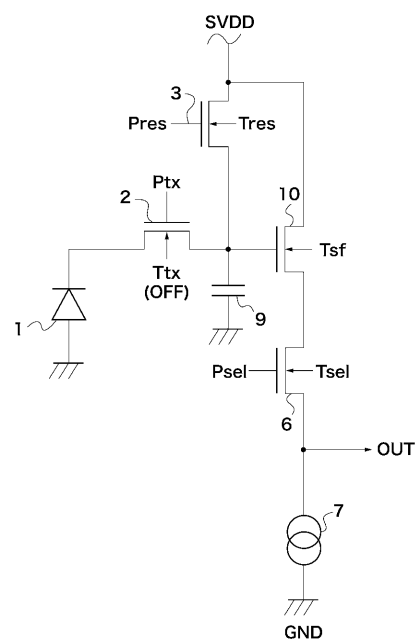 SVDD
3
Pres
Tres
Ptx
2
10
Tsf
Ttx
(OFF)
1
9
Psel
Tsel
6
OUT
7
GND